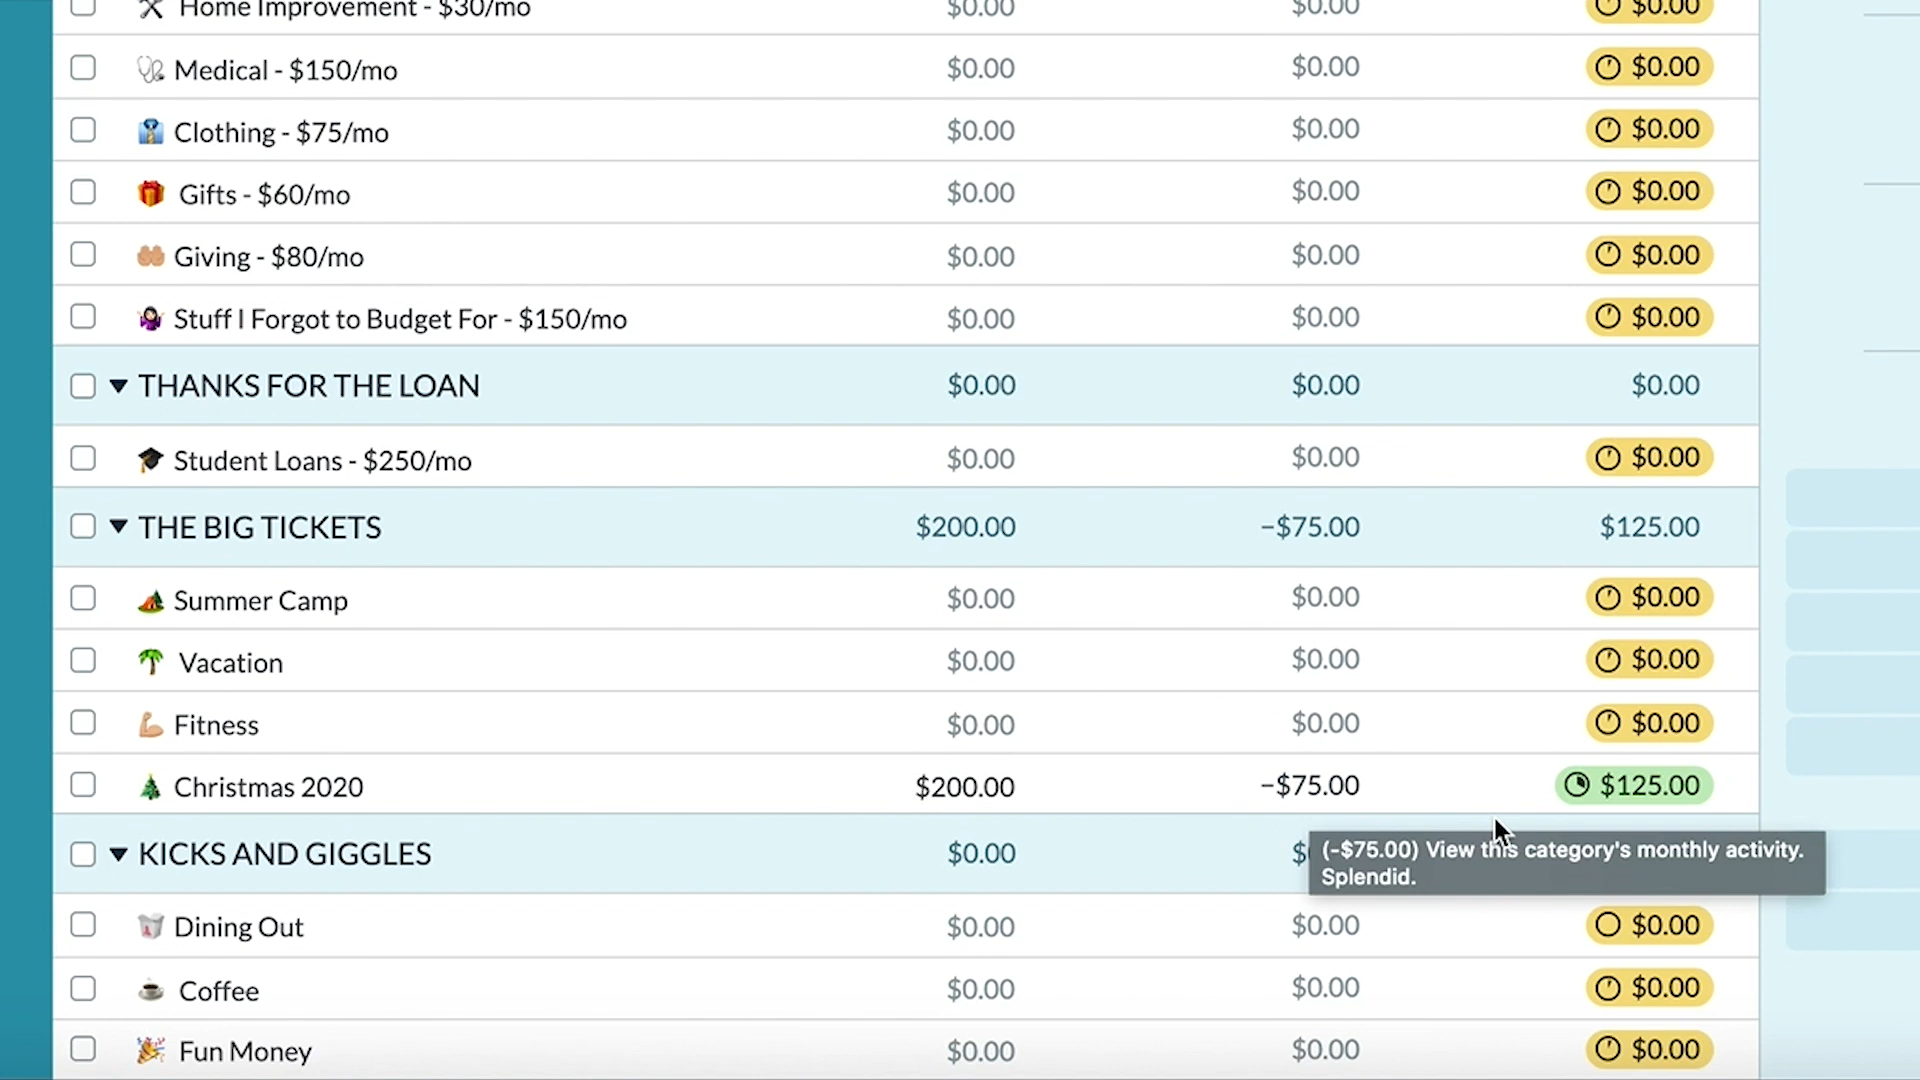 Home Improvement - $30/mo $0.00 $0.00 $0.00
Medical - $150/mo $0.00 $0.00 $0.00
Clothing - $75/mo $0.00 $0.00 $0.00
Gifts - $60/mo $0.00 $0.00 $0.00
Giving - $80/mo $0.00 $0.00 $0.00
Stuff I Forgot to Budget For - $150/mo $0.00 $0.00 $0.00
THANKS FOR THE LOAN $0.00 $0.00 $0.00
Student Loans - $250/mo $0.00 $0.00 $0.00
THE BIG TICKETS $200.00 −$75.00 $125.00
Summer Camp $0.00 $0.00 $0.00
Vacation $0.00 $0.00 $0.00
Fitness $0.00 $0.00 $0.00
Christmas 2020 $200.00 −$75.00 $125.00
KICKS AND GIGGLES $0.00
(-$75.00) View this category's monthly activity.
Splendid.
Dining Out $0.00 $0.00 $0.00
Coffee $0.00 $0.00 $0.00
Fun Money $0.00 $0.00 $0.00